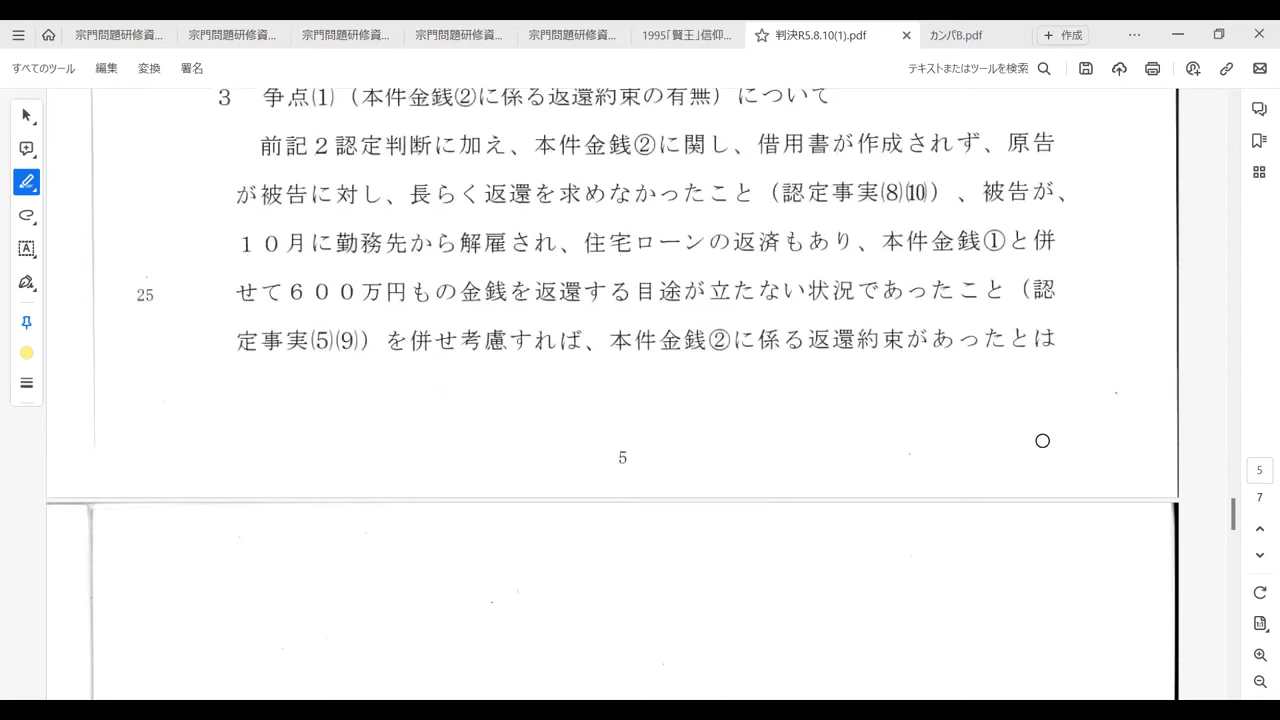 宗門問題研修資...
宗門問題研修資...
宗門問題研修資...
宗門問題研修資...
宗門問題研修資...
1995「賢王」信仰...
判決R5.8.10(1).pdf
カンパB.pdf
+ 作成
すべてのツール 編集 変換 署名
テキストまたはツールを検索
3 争点⑴（本件金銭②に係る返還約束の有無）について
前記２認定判断に加え、本件金銭②に関し、借用書が作成されず、原告
が被告に対し、長らく返還を求めなかったこと（認定事実⑻⑽）、被告が、
１０月に勤務先から解雇され、住宅ローンの返済もあり、本件金銭①と併
25 せて６００万円もの金銭を返還する目途が立たない状況であったこと（認
定事実⑸⑼）を併せ考慮すれば、本件金銭②に係る返還約束があったとは
5
5
7